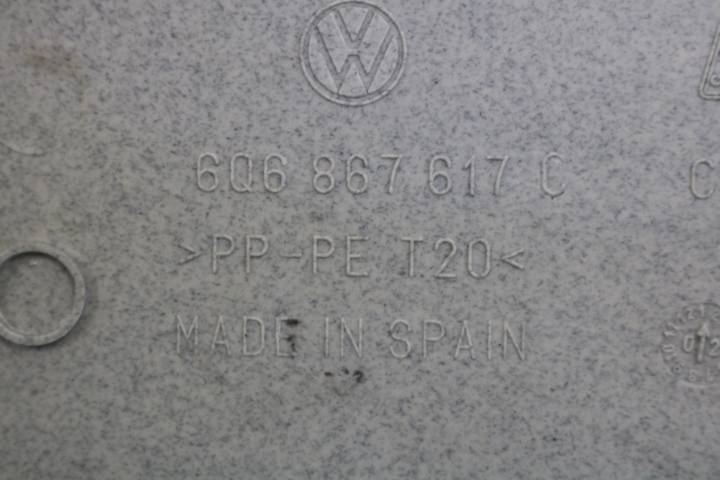 6Q6 867 617 C
>PP-PE T20<
MADE IN SPAIN